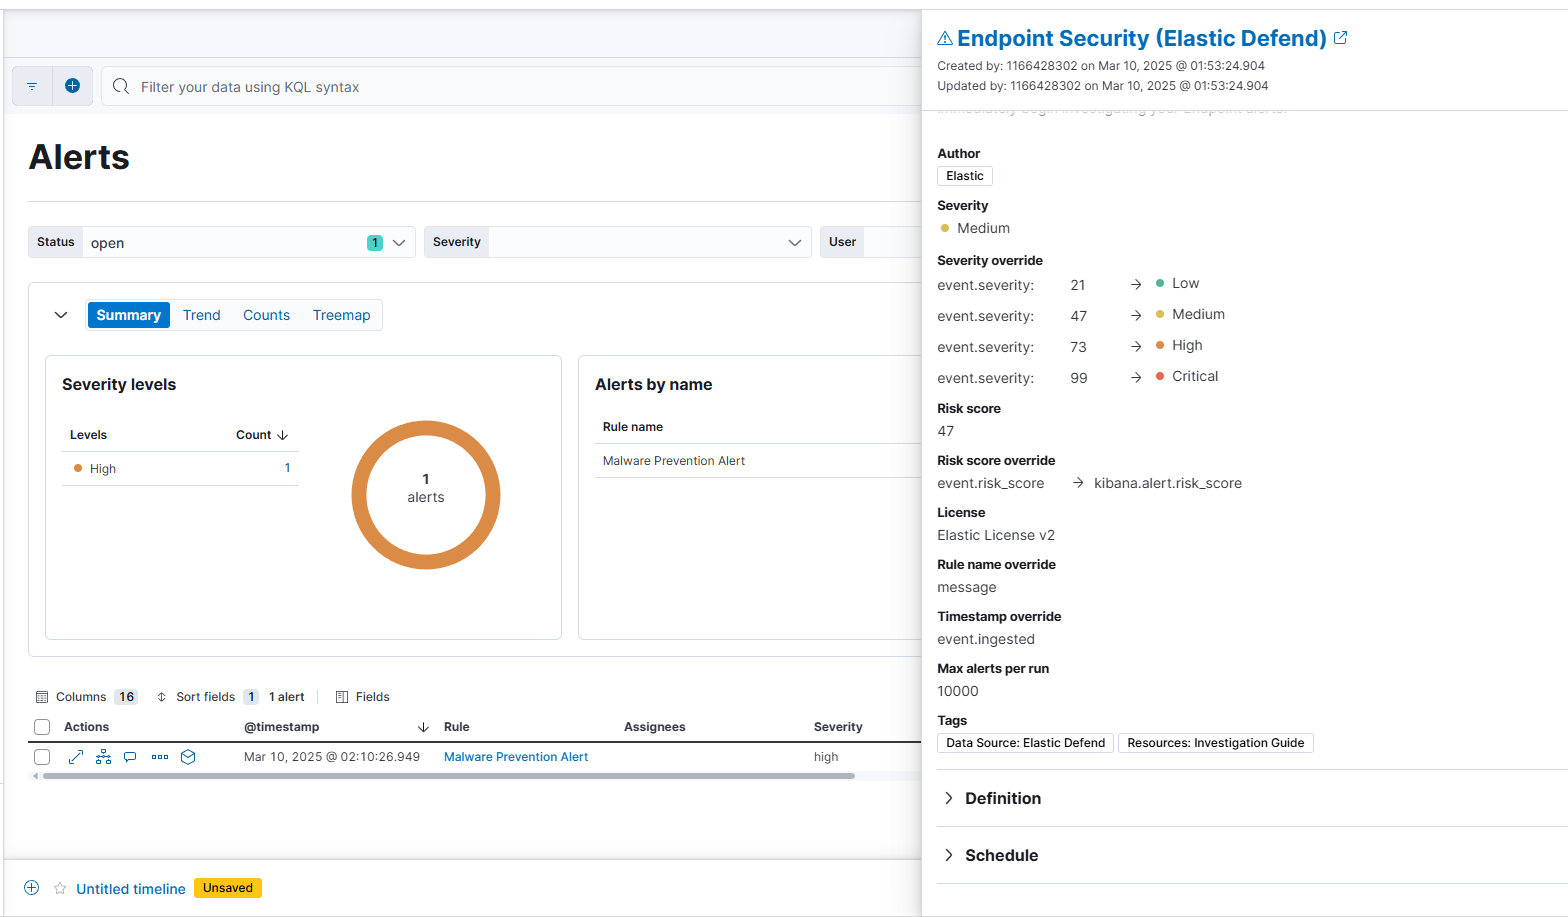 Filter your data using KQL syntax
Alerts
Status open 1
Severity
User
Summary Trend Counts Treemap
Severity levels
Levels Count
High 1
1
alerts
Alerts by name
Rule name
Malware Prevention Alert
Columns 16 Sort fields 1 1 alert Fields
Actions @timestamp Rule Assignees Severity
Mar 10, 2025 @ 02:10:26.949 Malware Prevention Alert high
Untitled timeline Unsaved
Endpoint Security (Elastic Defend)
Created by: 1166428302 on Mar 10, 2025 @ 01:53:24.904
Updated by: 1166428302 on Mar 10, 2025 @ 01:53:24.904
immediately begin investigating your Endpoint alerts.
Author
Elastic
Severity
Medium
Severity override
event.severity: 21 → Low
event.severity: 47 → Medium
event.severity: 73 → High
event.severity: 99 → Critical
Risk score
47
Risk score override
event.risk_score → kibana.alert.risk_score
License
Elastic License v2
Rule name override
message
Timestamp override
event.ingested
Max alerts per run
10000
Tags
Data Source: Elastic Defend Resources: Investigation Guide
Definition
Schedule